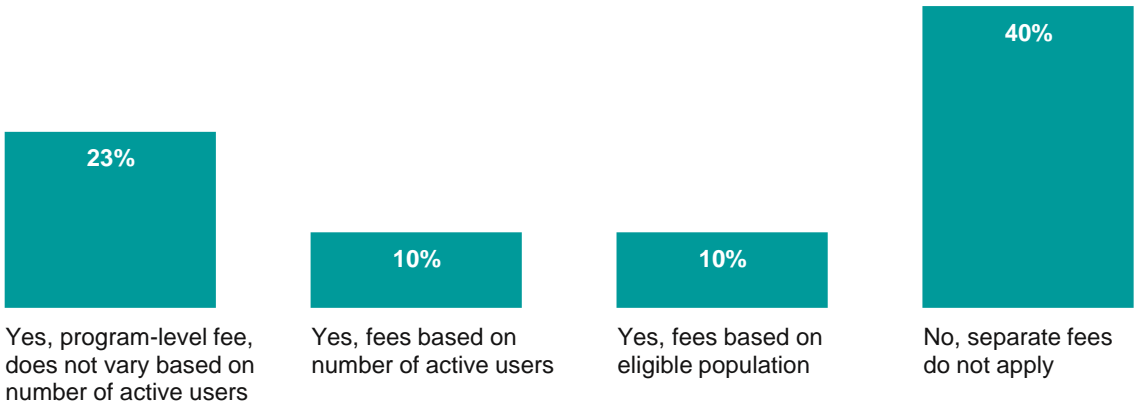 40%
23%
10%
10%
Yes, program-level fee,
does not vary based on
number of active users
Yes, fees based on
number of active users
Yes, fees based on
eligible population
No, separate fees
do not apply